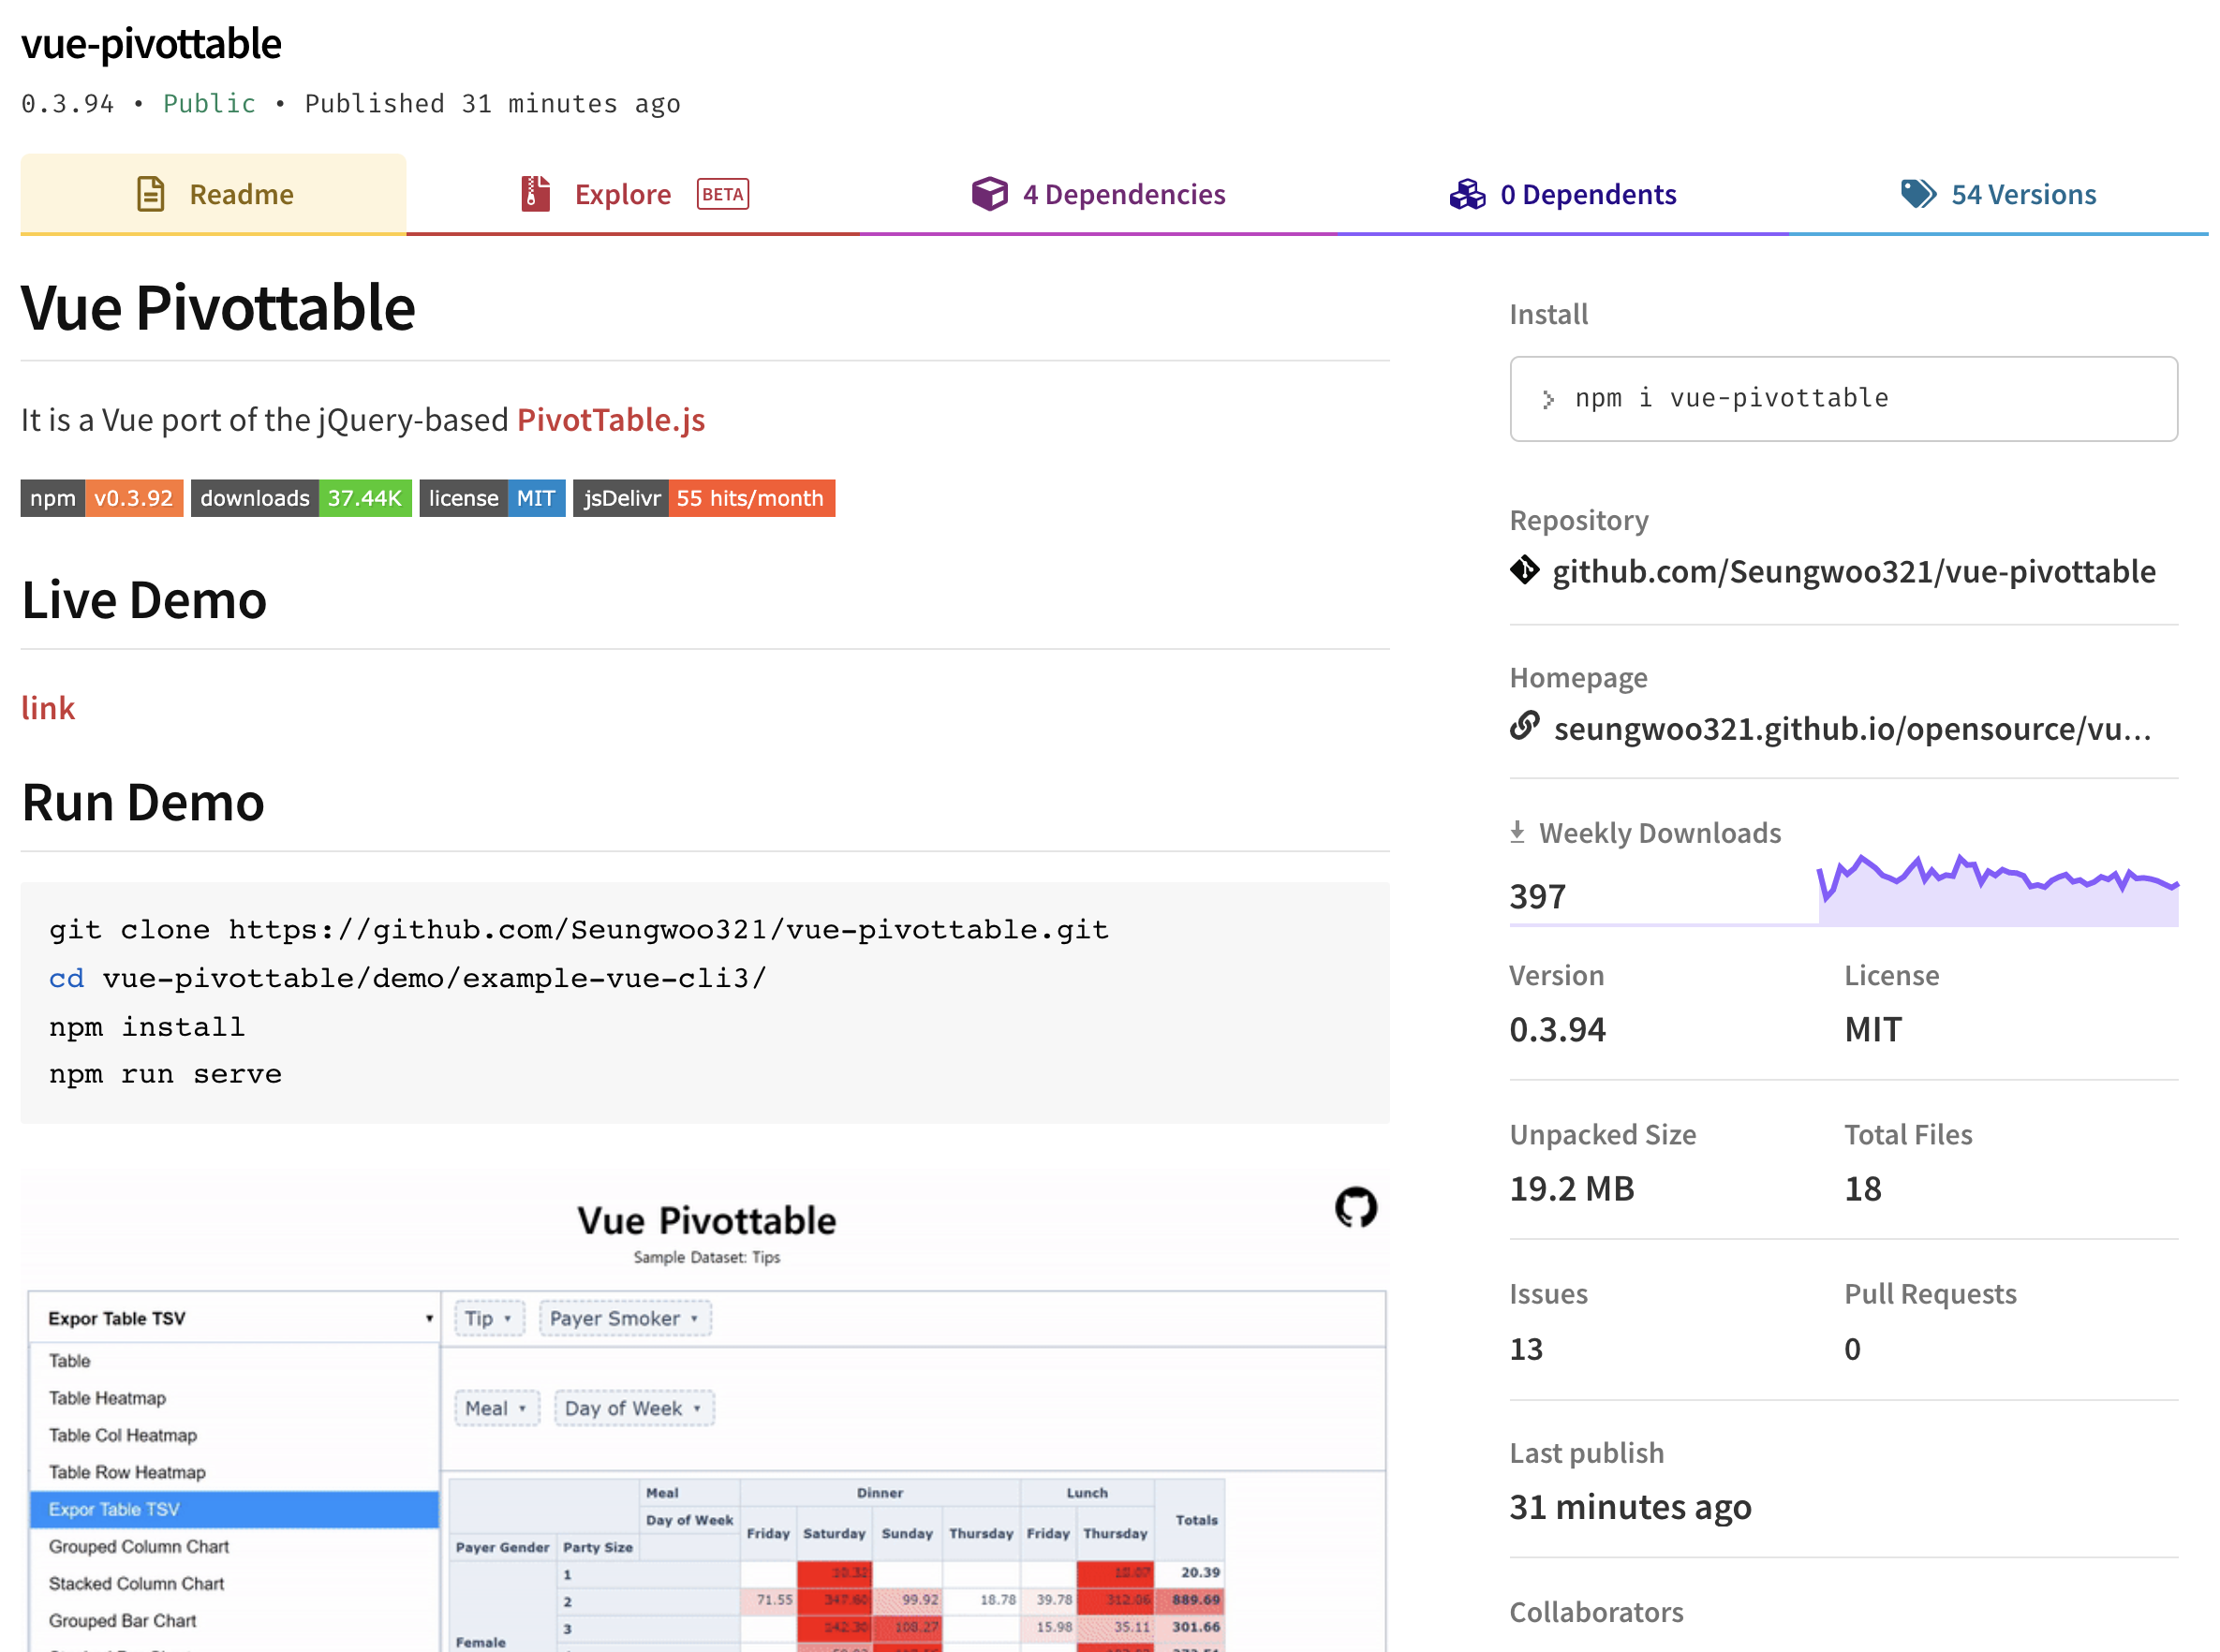 vue-pivottable
0.3.94 • Public • Published 31 minutes ago
Readme
Explore BETA
4 Dependencies
0 Dependents
54 Versions
Vue Pivottable
It is a Vue port of the jQuery-based PivotTable.js
npm v0.3.92 downloads 37.44K license MIT jsDelivr 55 hits/month
Live Demo
link
Run Demo
git clone https://github.com/Seungwoo321/vue-pivottable.git
cd vue-pivottable/demo/example-vue-cli3/
npm install
npm run serve
Vue Pivottable
Sample Dataset: Tips
Expor Table TSV
Tip
Payer Smoker
Table
Table Heatmap
Table Col Heatmap
Table Row Heatmap
Expor Table TSV
Grouped Column Chart
Stacked Column Chart
Grouped Bar Chart
Meal
Day of Week
Meal Dinner Lunch Totals
Day of Week Friday Saturday Sunday Thursday Friday Thursday
Payer Gender Party Size
Female
1 20.39
2 71.55 347.60 99.92 18.78 39.78 312.06 889.69
3 142.30 108.27 15.98 35.11 301.66
Install
npm i vue-pivottable
Repository
github.com/Seungwoo321/vue-pivottable
Homepage
seungwoo321.github.io/opensource/vu...
Weekly Downloads
397
Version
0.3.94
License
MIT
Unpacked Size
19.2 MB
Total Files
18
Issues
13
Pull Requests
0
Last publish
31 minutes ago
Collaborators